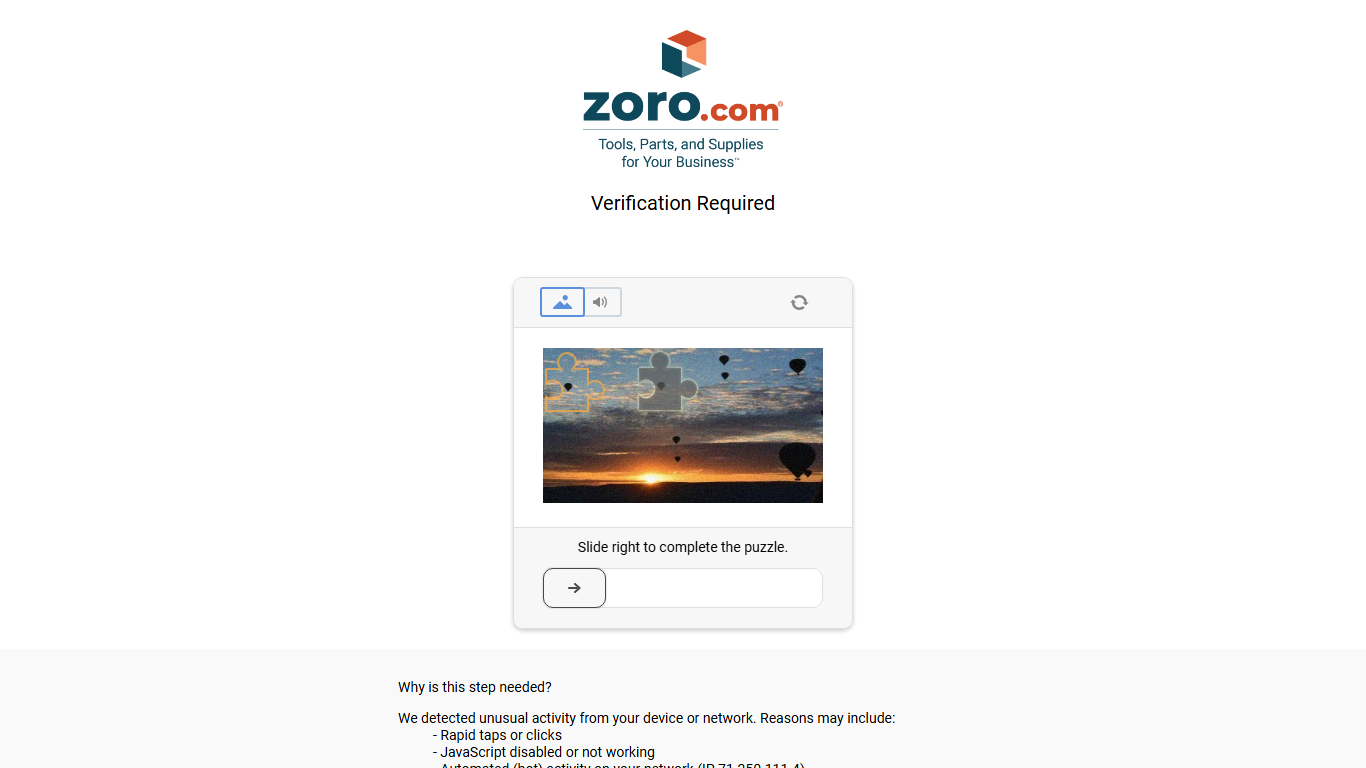 zoro.com®
Tools, Parts, and Supplies
for Your Business™
Verification Required
Slide right to complete the puzzle.
Why is this step needed?
We detected unusual activity from your device or network. Reasons may include:
- Rapid taps or clicks
- JavaScript disabled or not working
- Automated (bot) activity on your network (IP 71.250.111.4)